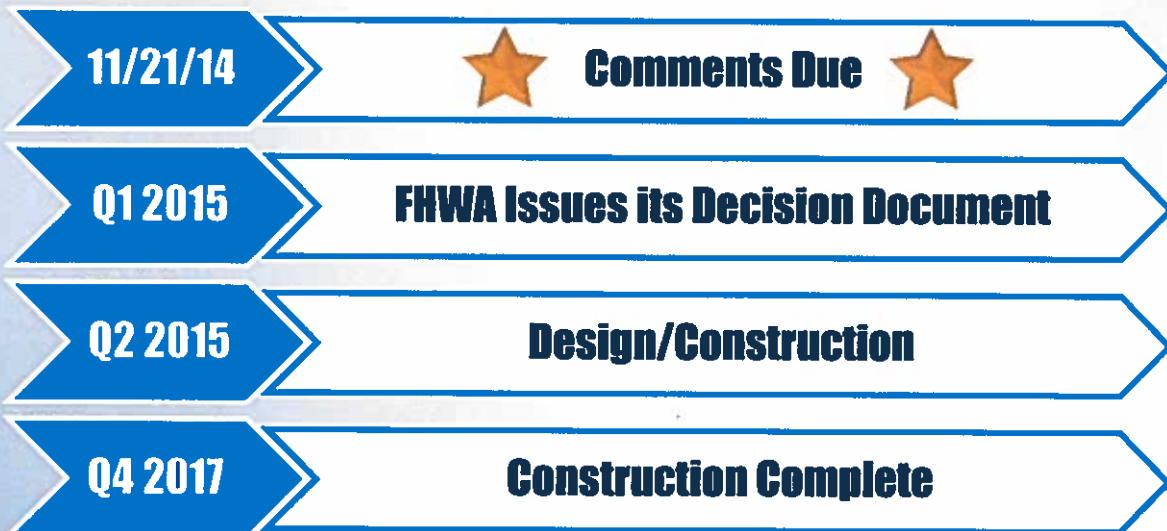 11/21/14 Comments Due
Q1 2015 FHWA Issues its Decision Document
Q2 2015 Design/Construction
Q4 2017 Construction Complete